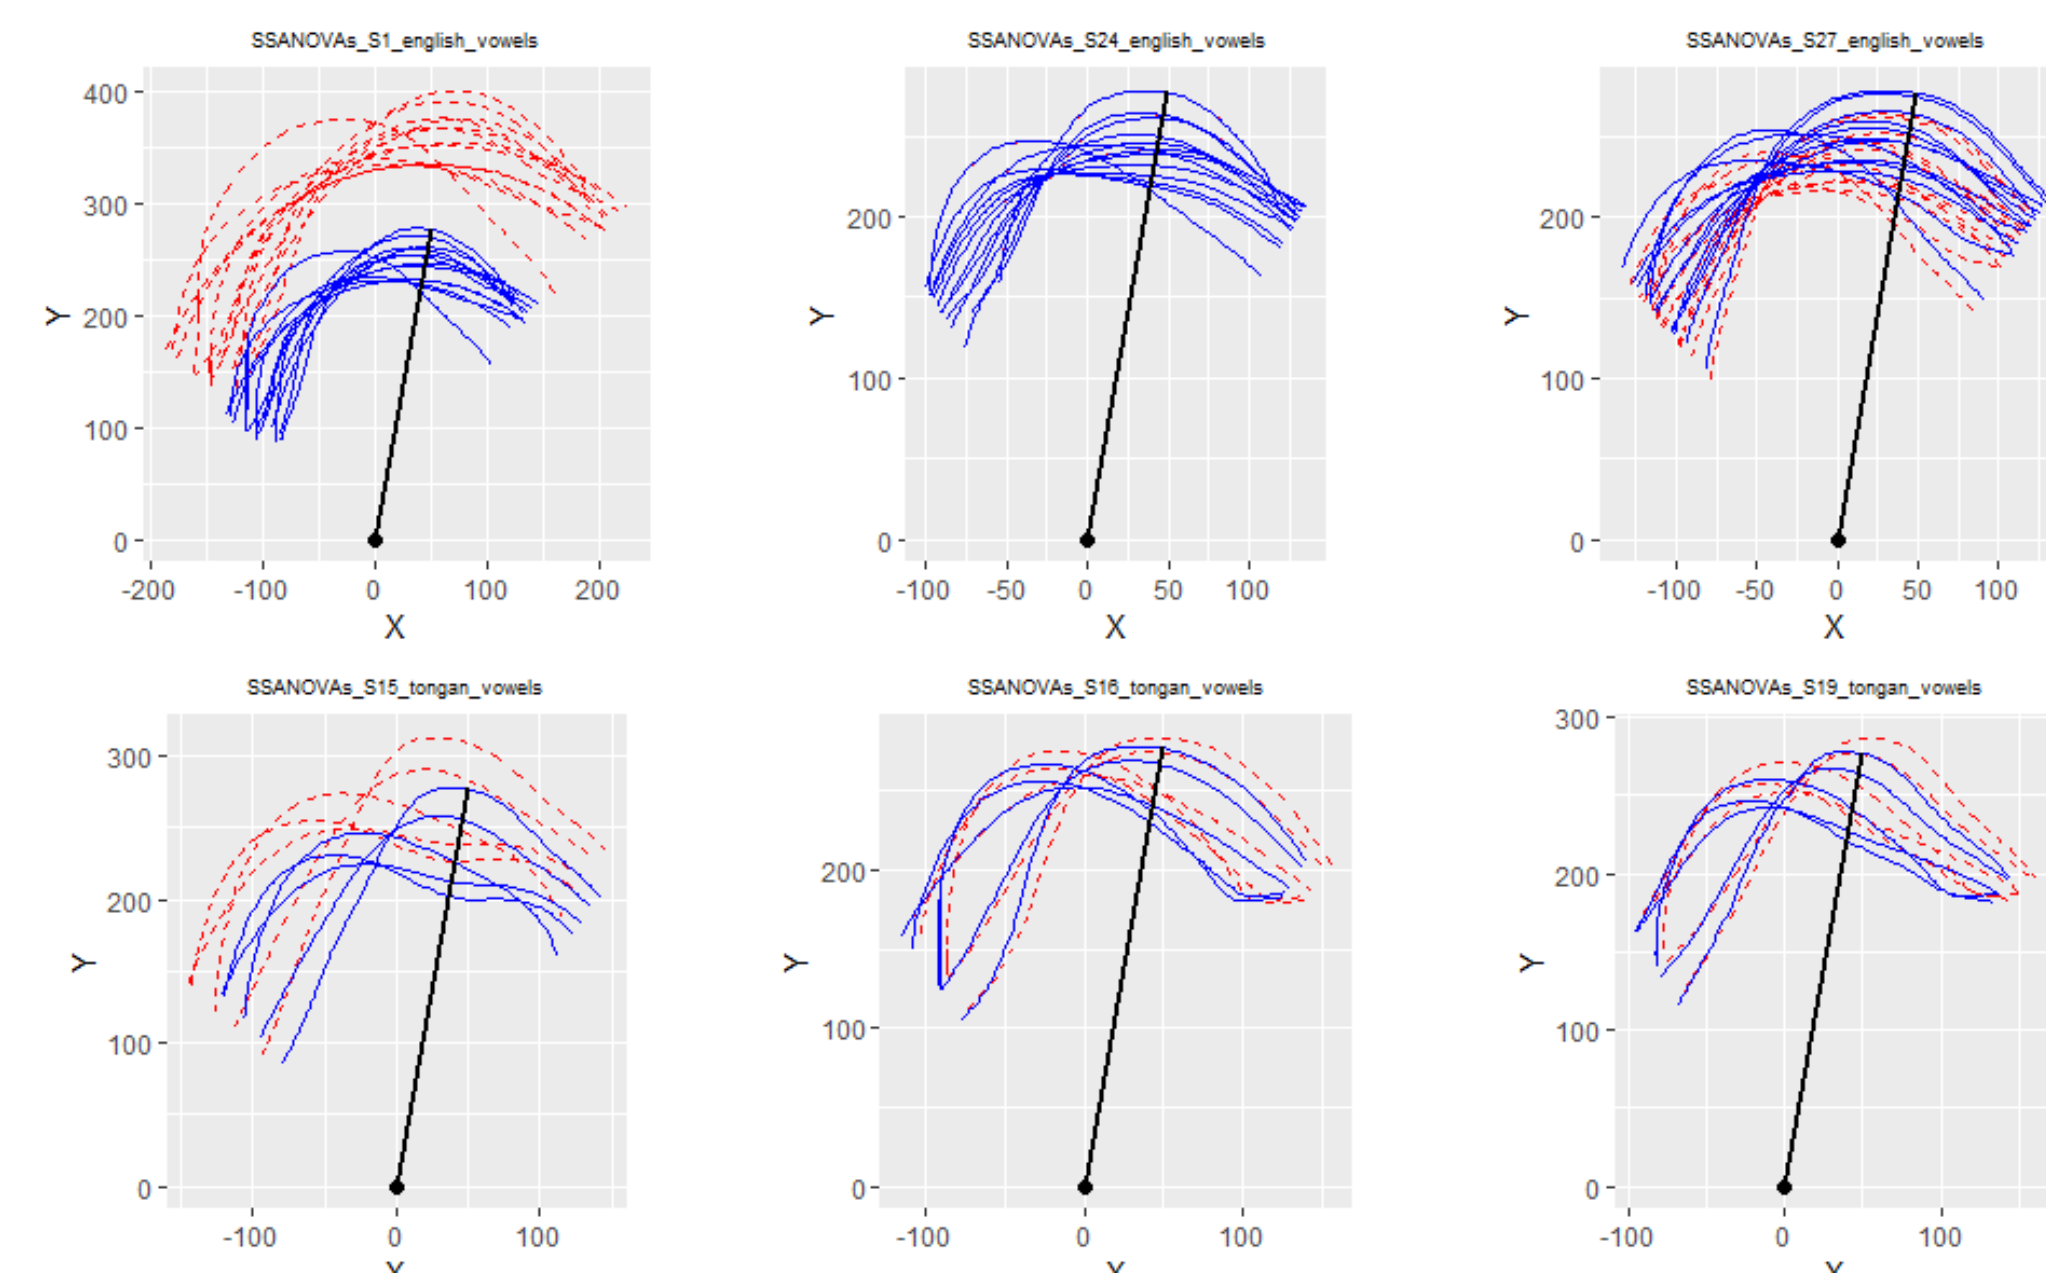 SSANOVAs_S1_english_vowels
SSANOVAs_S24_english_vowels
SSANOVAs_S27_english_vowels
400
300
200
100
0
Y
-200 -100 0 100 200
X
200
100
0
Y
-100 -50 0 50 100
X
200
100
0
Y
-100 -50 0 50 100
X
SSANOVAs_S15_tongan_vowels
SSANOVAs_S16_tongan_vowels
SSANOVAs_S19_tongan_vowels
300
200
100
0
Y
-100 0 100
X
200
100
0
Y
-100 0 100
X
300
200
100
0
Y
-100 0 100
X